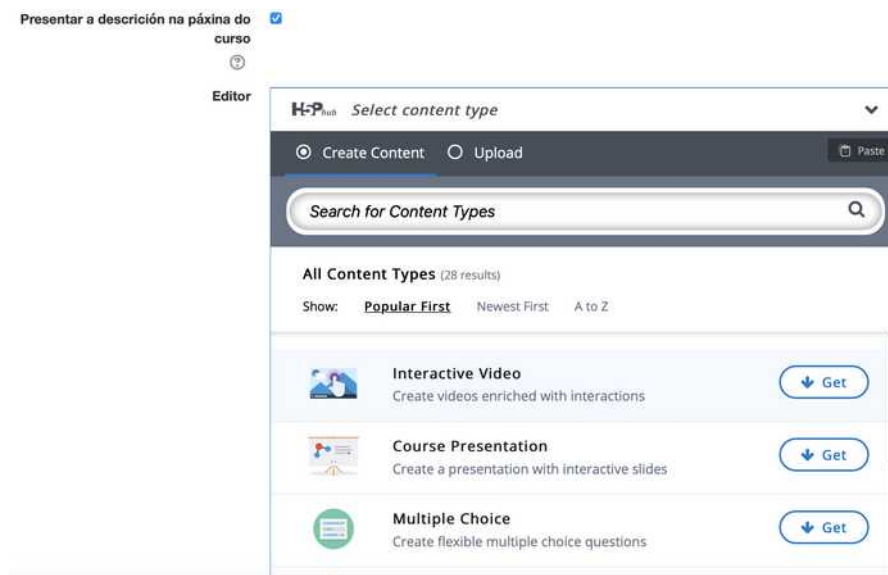 Presentar a descrición na páxina do
curso
Editor
H5P hub Select content type
Create Content Upload Paste
Search for Content Types
All Content Types (28 results)
Show: Popular First Newest First A to Z
Interactive Video
Create videos enriched with interactions
Get
Course Presentation
Create a presentation with interactive slides
Get
Multiple Choice
Create flexible multiple choice questions
Get